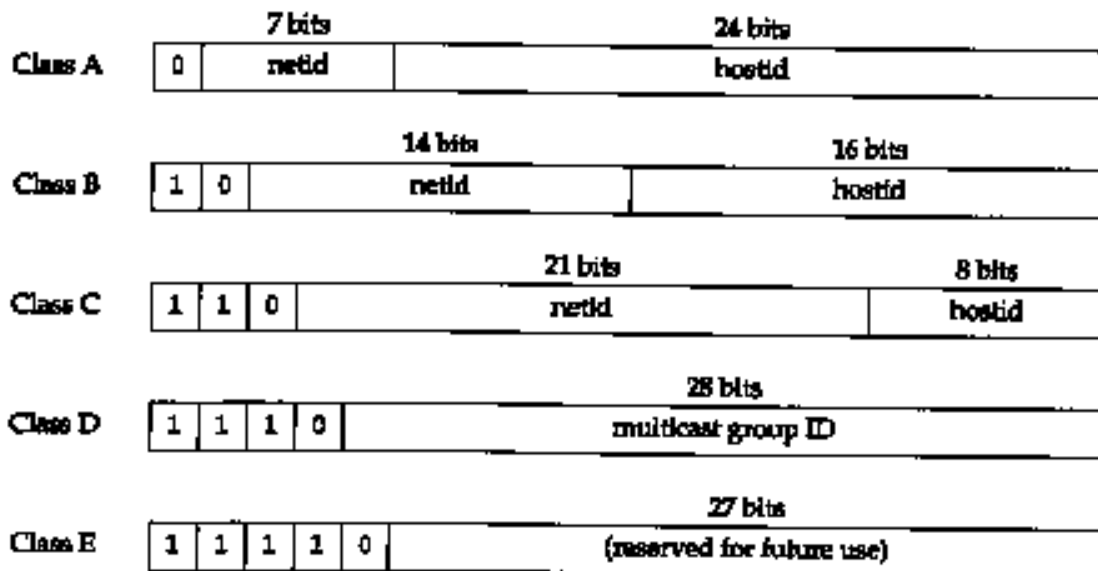 7 bits 24 bits
Class A 0 netid hostid
14 bits 16 bits
Class B 1 0 netid hostid
21 bits 8 bits
Class C 1 1 0 netid hostid
28 bits
Class D 1 1 1 0 multicast group ID
27 bits
Class E 1 1 1 1 0 (reserved for future use)